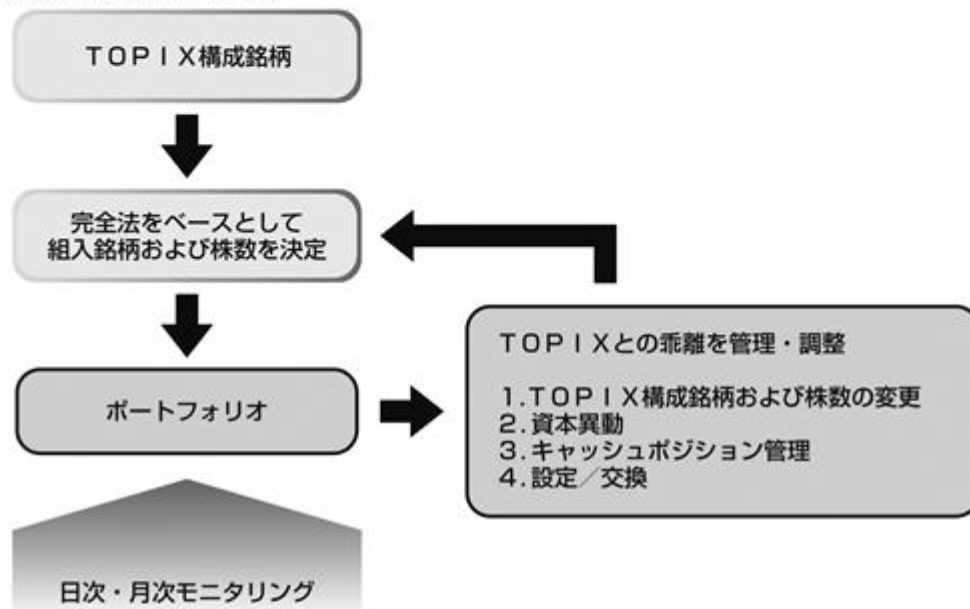 ＴＯＰＩＸ構成銘柄
完全法をベースとして
組入銘柄および株数を決定
ポートフォリオ
ＴＯＰＩＸとの乖離を管理・調整
１.ＴＯＰＩＸ構成銘柄および株数の変更
２.資本異動
３.キャッシュポジション管理
４.設定／交換
日次・月次モニタリング